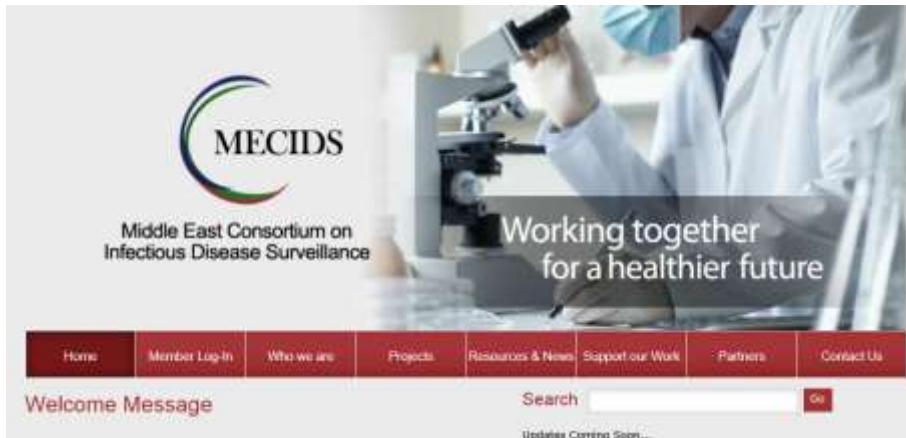 MECIDS
Middle East Consortium on
Infectious Disease Surveillance
Working together
for a healthier future
Home Member Log-In Who we are Projects Resources & News Support our Work Partners Contact Us
Welcome Message
Search Go
Updates Coming Soon...